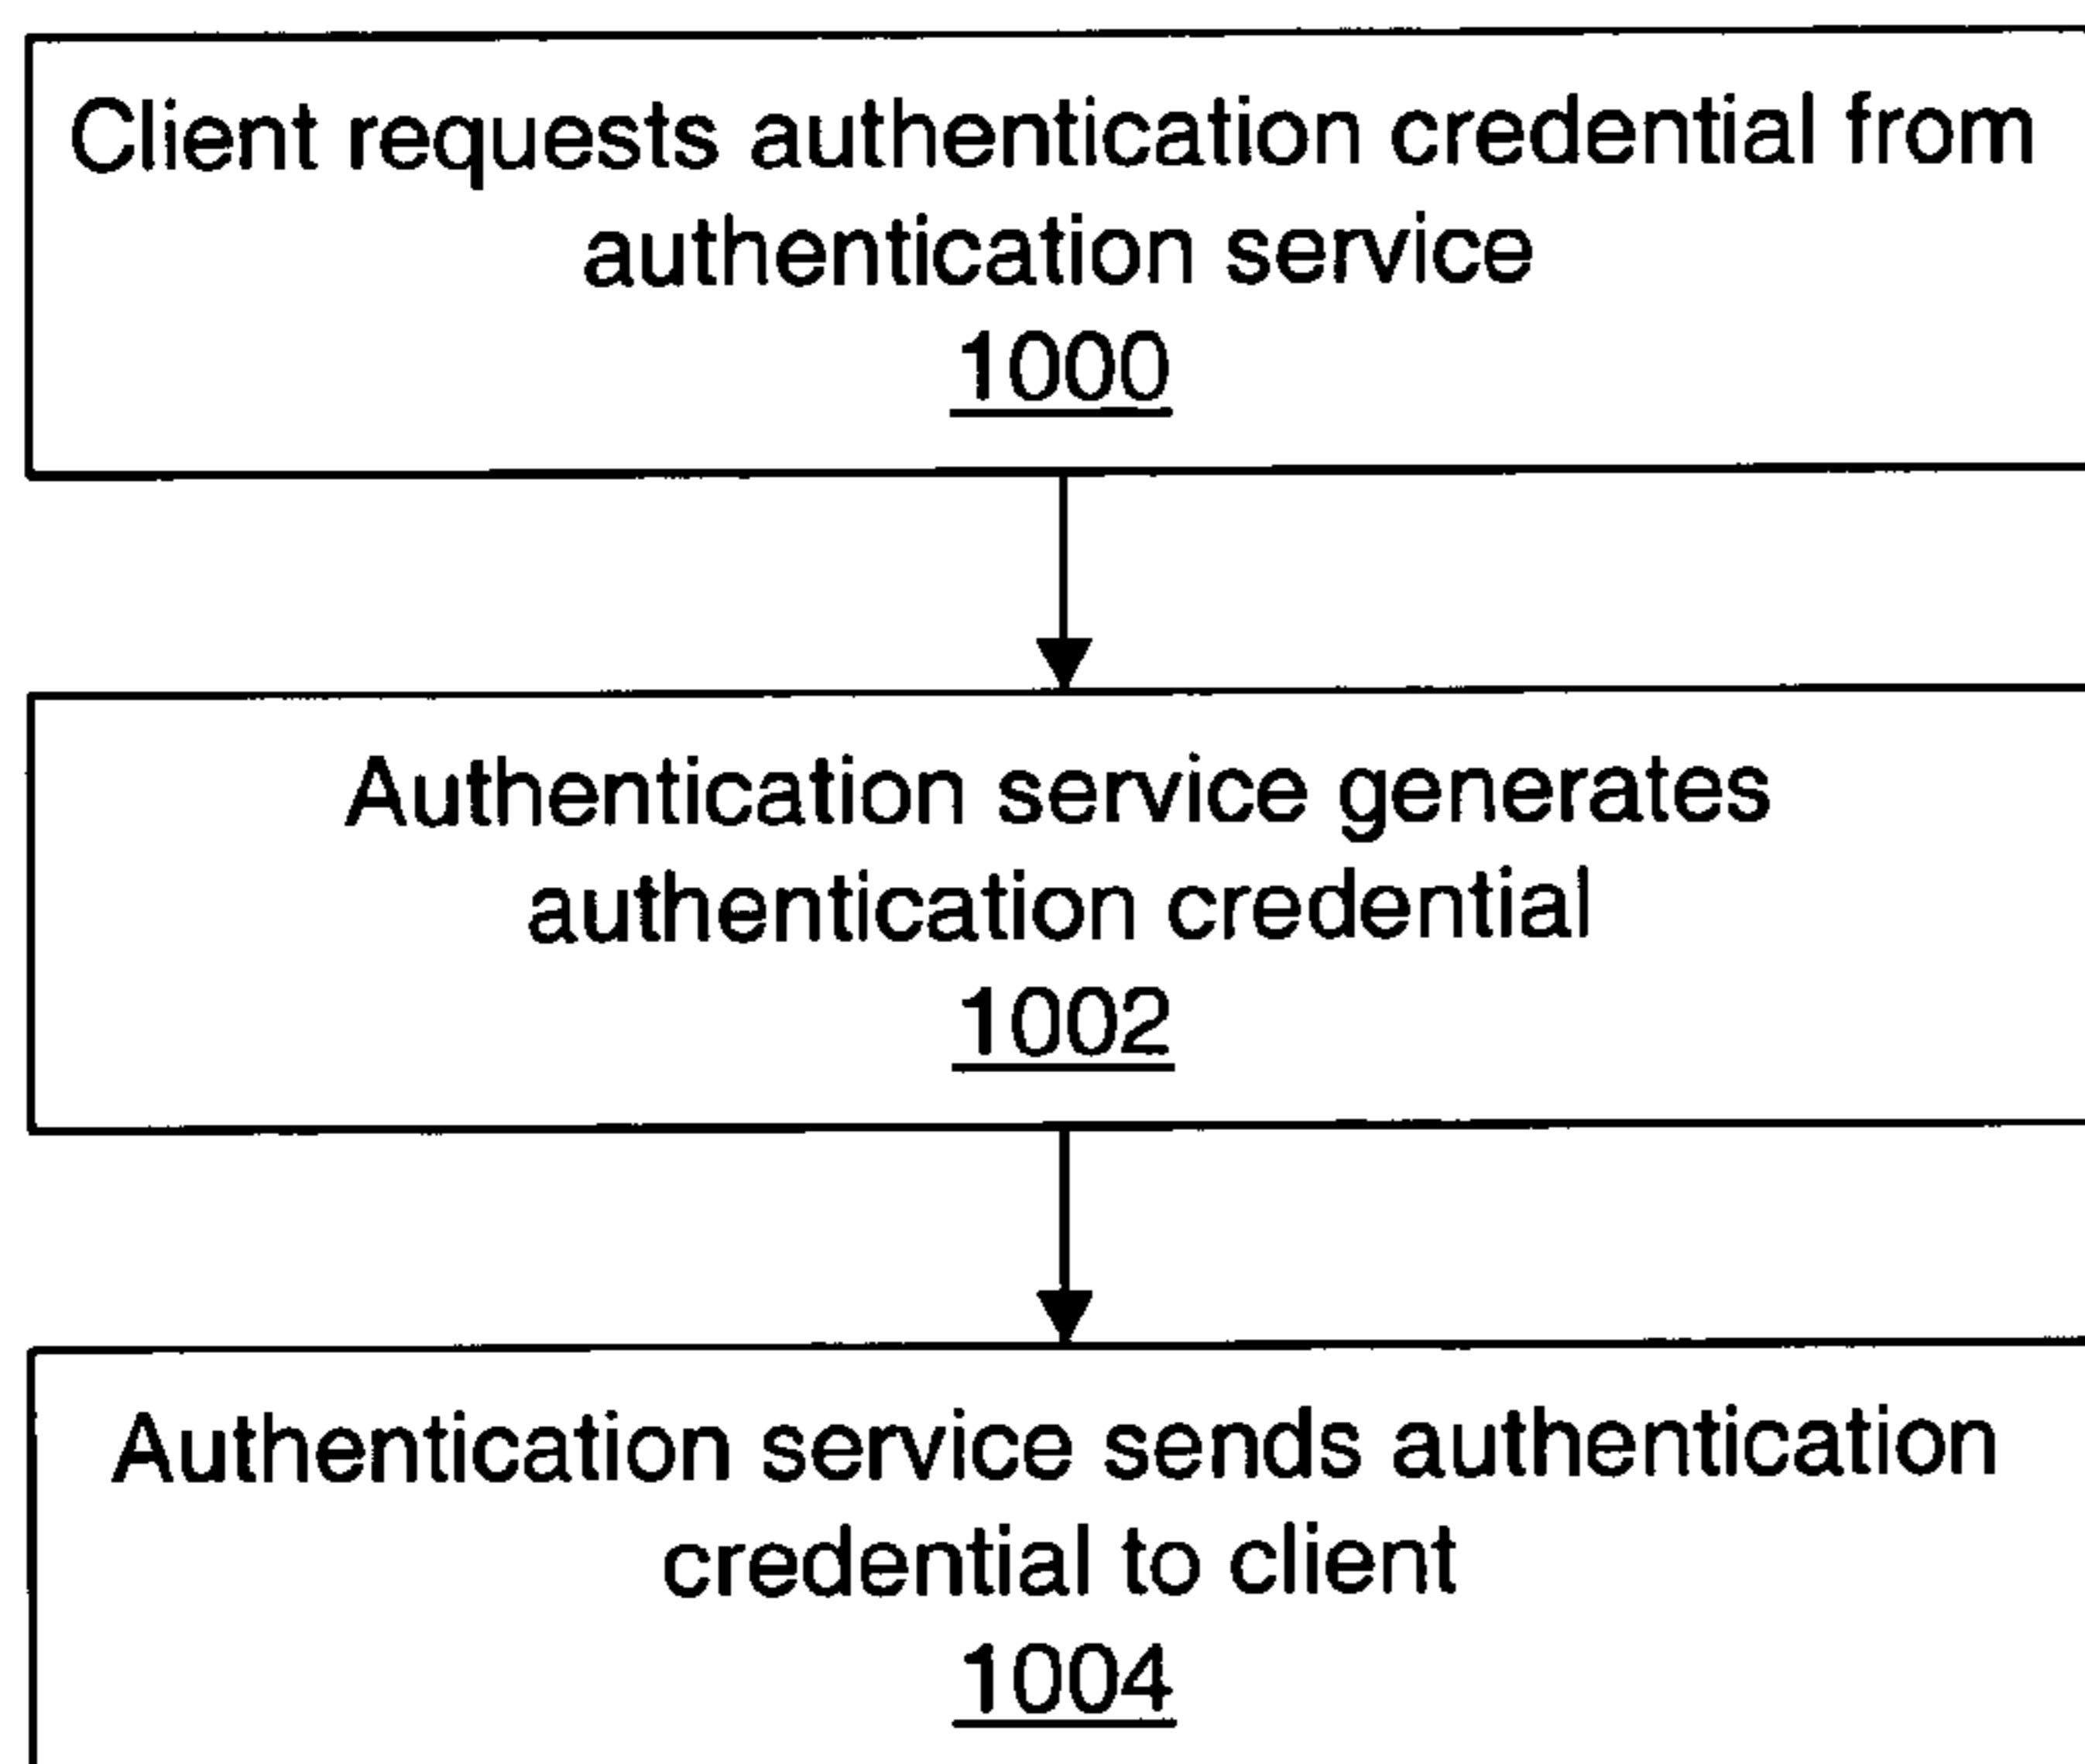 Client requests authentication credential from
authentication service
1000
Authentication service generates
authentication credential
1002
Authentication service sends authentication
credential to client
1004